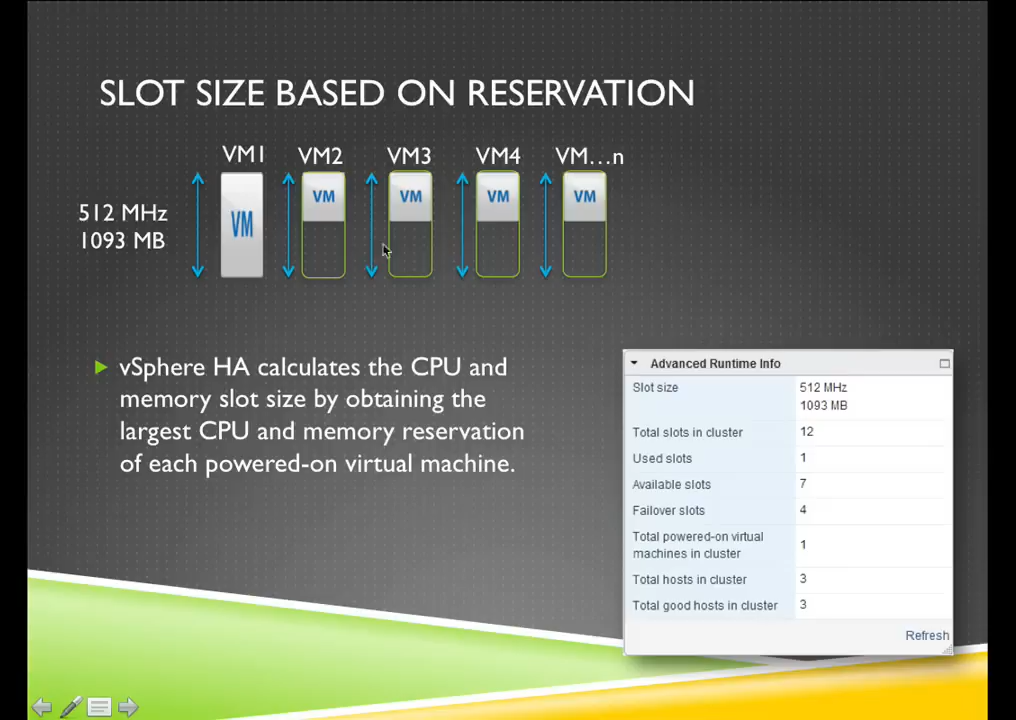 SLOT SIZE BASED ON RESERVATION
VM1 VM2 VM3 VM4 VM...n
VM VM VM VM VM
512 MHz
1093 MB
vSphere HA calculates the CPU and
memory slot size by obtaining the
largest CPU and memory reservation
of each powered-on virtual machine.
Advanced Runtime Info
Slot size 512 MHz
1093 MB
Total slots in cluster 12
Used slots 1
Available slots 7
Failover slots 4
Total powered-on virtual
machines in cluster 1
Total hosts in cluster 3
Total good hosts in cluster 3
Refresh